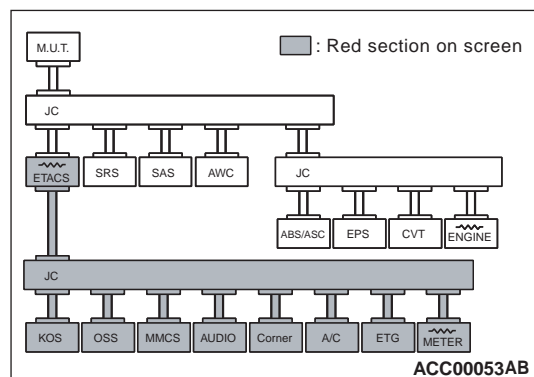 M.U.T.
: Red section on screen
JC
ETACS
SRS
SAS
AWC
JC
ABS/ASC
EPS
CVT
ENGINE
JC
KOS
OSS
MMCS
AUDIO
Corner
A/C
ETG
METER
ACC00053AB